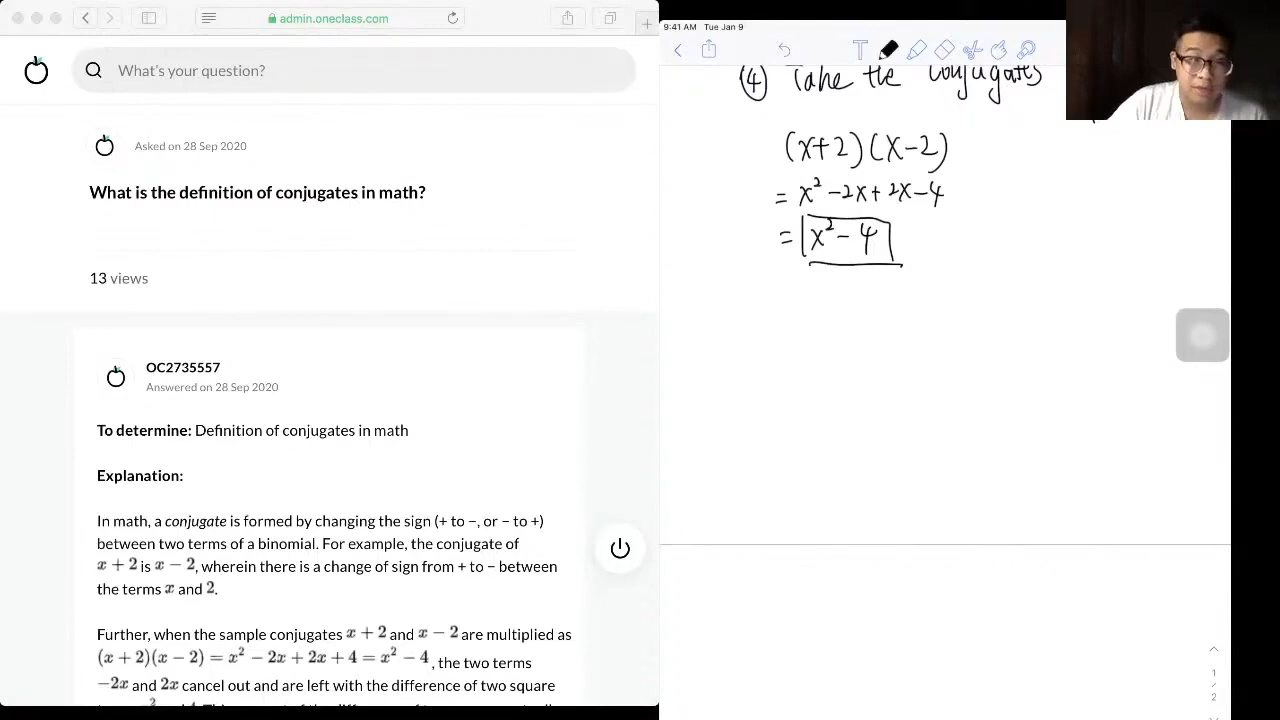 admin.oneclass.com
What's your question?
Asked on 28 Sep 2020
What is the definition of conjugates in math?
13 views
OC2735557
Answered on 28 Sep 2020
To determine: Definition of conjugates in math
Explanation:
In math, a conjugate is formed by changing the sign (+ to −, or − to +)
between two terms of a binomial. For example, the conjugate of
x + 2 is x − 2, wherein there is a change of sign from + to − between
the terms x and 2.
Further, when the sample conjugates x + 2 and x − 2 are multiplied as
(x + 2)(x − 2) = x² − 2x + 2x + 4 = x² − 4, the two terms
−2x and 2x cancel out and are left with the difference of two square
9:41 AM Tue Jan 9
(4) Take the conjugates
(x+2)(x-2)
= x² -2x + 2x - 4
= x² - 4
1
/
2